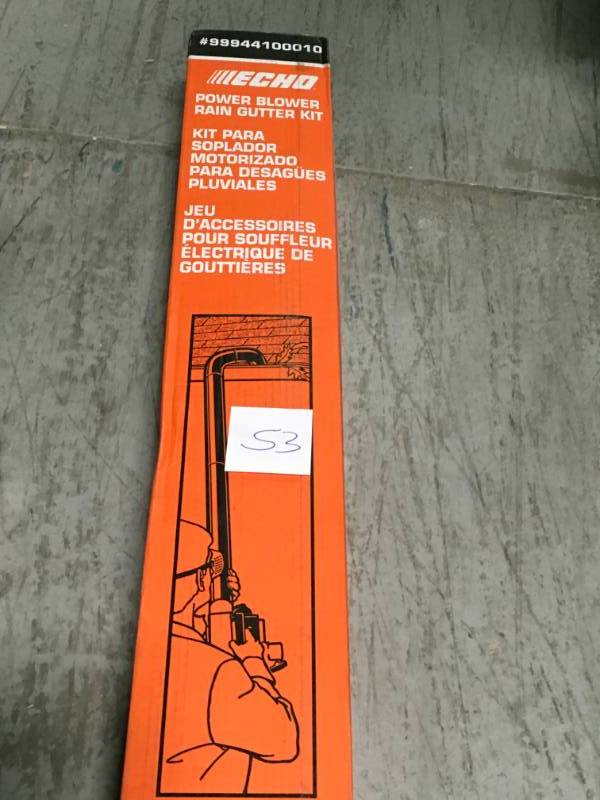 #99944100010
ECHO
POWER BLOWER
RAIN GUTTER KIT
KIT PARA
SOPLADOR
MOTORIZADO
PARA DESAGÜES
PLUVIALES
JEU
D'ACCESSOIRES
POUR SOUFFLEUR
ÉLECTRIQUE DE
GOUTTIÈRES
53